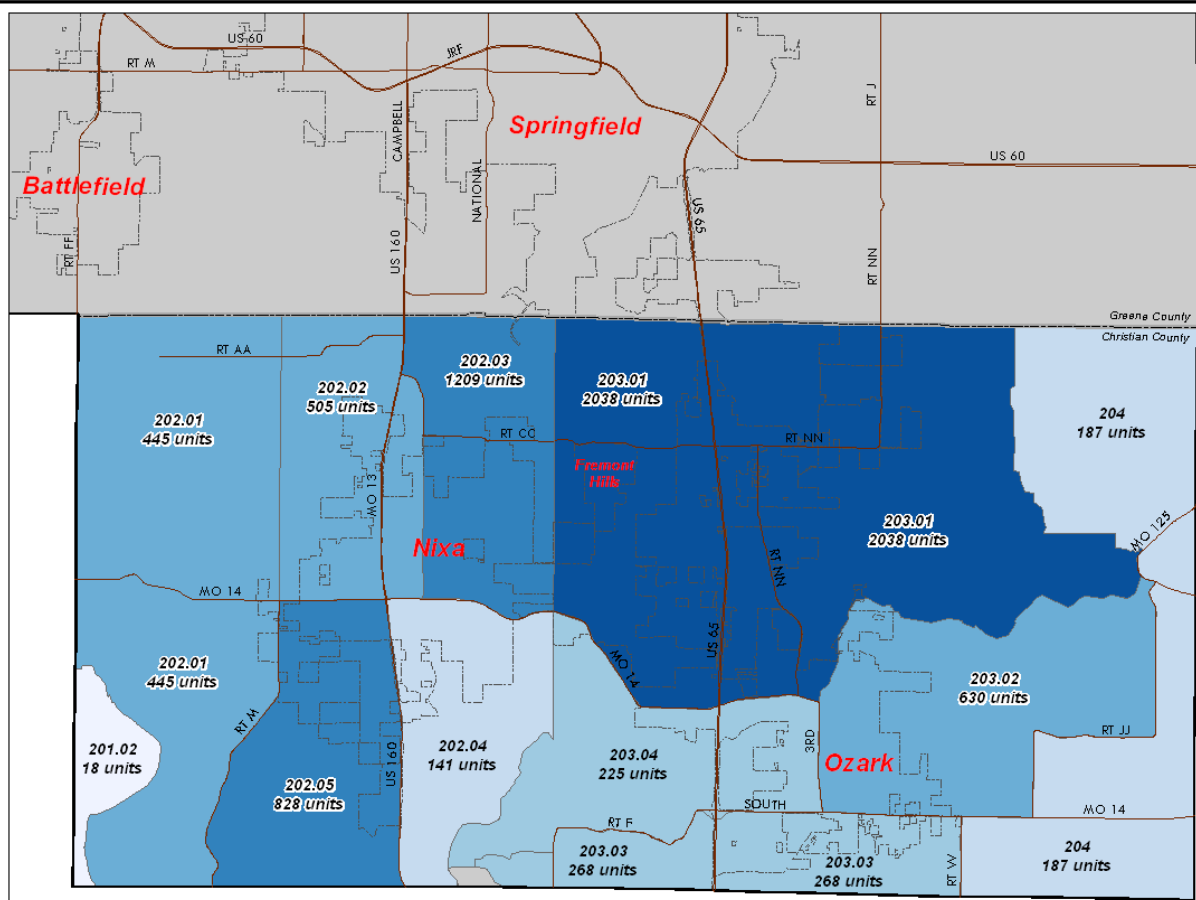 US 60
JRF
RT M
RT J
CAMPBELL
Springfield
US 60
Battlefield
NATIONAL
US 65
RT FF
US 160
RT NN
Greene County
Christian County
RT AA
202.03
1209 units
202.02
505 units
203.01
2038 units
202.01
445 units
204
187 units
RT CC
RT NN
Fremont
Hills
MO 13
203.01
2038 units
MO 125
Nixa
RT NN
MO 14
US 65
MO 14
202.01
445 units
203.02
630 units
RT M
RT JJ
201.02
18 units
US 160
202.04
141 units
203.04
225 units
3RD
Ozark
202.05
828 units
SOUTH
MO 14
RT F
203.03
268 units
203.03
268 units
RT W
204
187 units